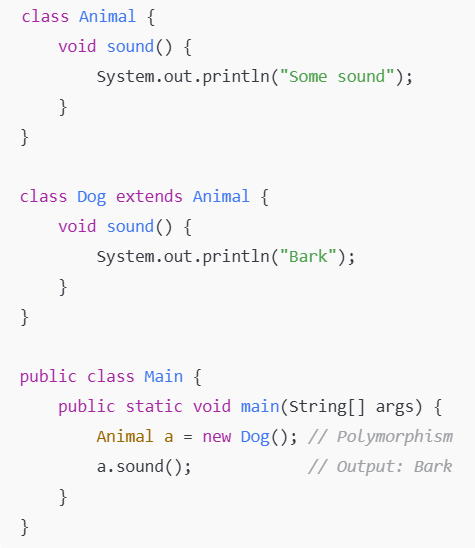 class Animal {
    void sound() {
        System.out.println("Some sound");
    }
}

class Dog extends Animal {
    void sound() {
        System.out.println("Bark");
    }
}

public class Main {
    public static void main(String[] args) {
        Animal a = new Dog(); // Polymorphism
        a.sound();            // Output: Bark
    }
}